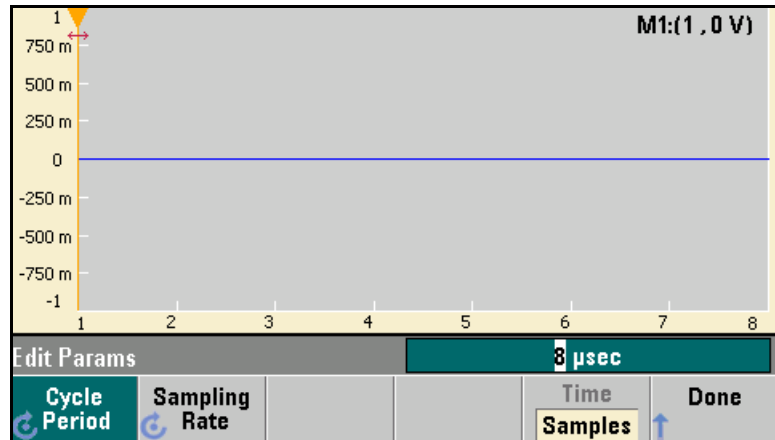 1
M1:(1 , 0 V)
750 m
500 m
250 m
0
-250 m
-500 m
-750 m
-1
1 2 3 4 5 6 7 8
Edit Params
8 µsec
Cycle Period
Sampling Rate
Time
Samples
Done